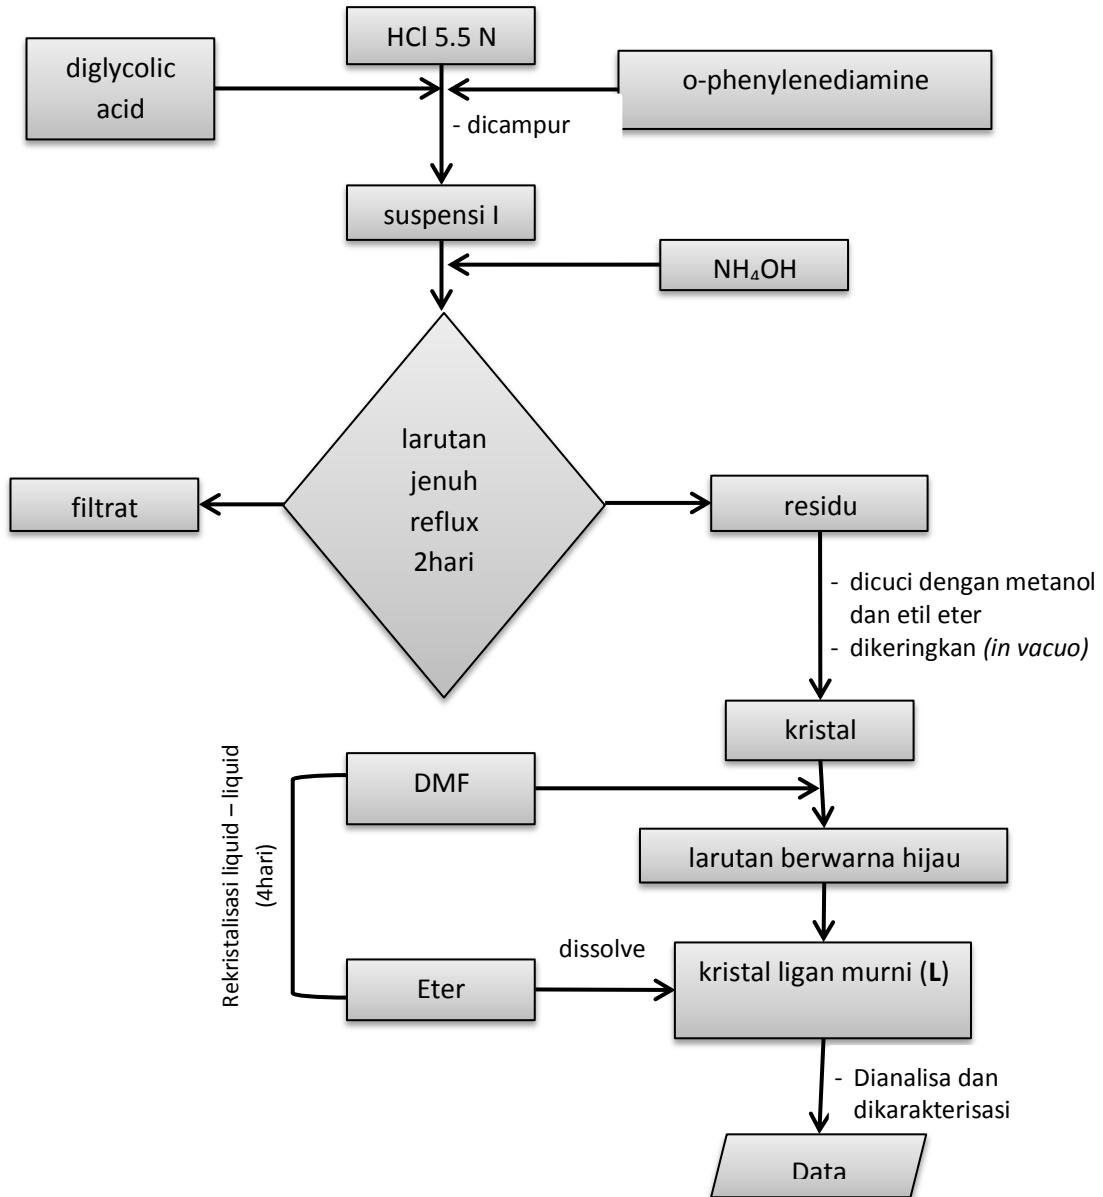 HCl 5.5 N
diglycolic
acid
o-phenylenediamine
- dicampur
suspensi I
NH₄OH
larutan
jenuh
reflux
2hari
filtrat
residu
- dicuci dengan metanol
dan etil eter
- dikeringkan (in vacuo)
kristal
Rekristalisasi liquid – liquid
(4hari)
DMF
larutan berwarna hijau
dissolve
Eter
kristal ligan murni (L)
- Dianalisa dan
dikarakterisasi
Data